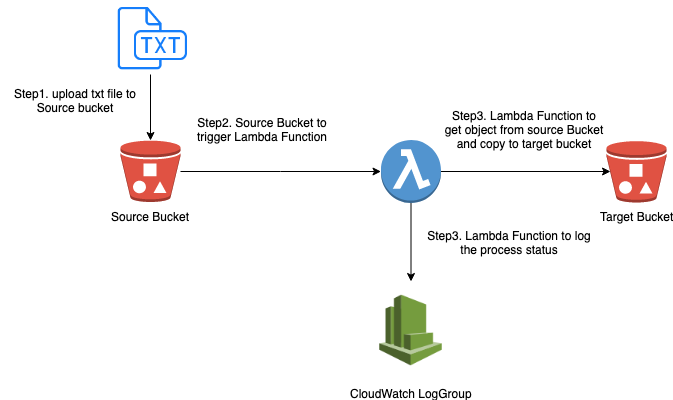 TXT
Step1. upload txt file to
Source bucket
Step2. Source Bucket to
trigger Lambda Function
Step3. Lambda Function to
get object from source Bucket
and copy to target bucket
Source Bucket
Target Bucket
Step3. Lambda Function to log
the process status
CloudWatch LogGroup